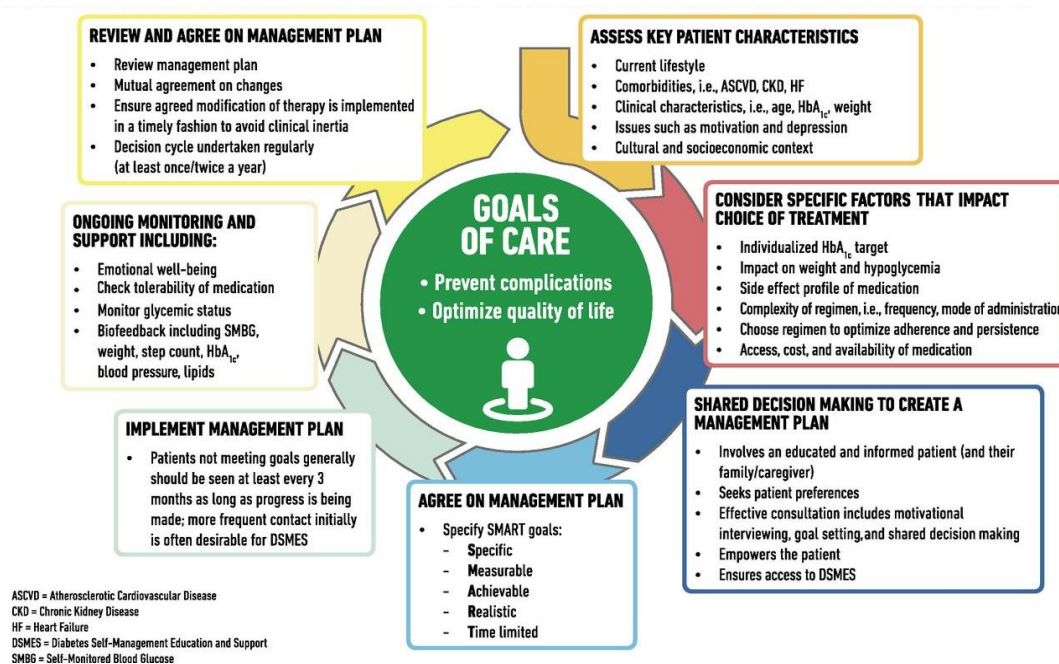 REVIEW AND AGREE ON MANAGEMENT PLAN
• Review management plan
• Mutual agreement on changes
• Ensure agreed modification of therapy is implemented
in a timely fashion to avoid clinical inertia
• Decision cycle undertaken regularly
(at least once/twice a year)
ASSESS KEY PATIENT CHARACTERISTICS
• Current lifestyle
• Comorbidities, i.e., ASCVD, CKD, HF
• Clinical characteristics, i.e., age, HbA1c, weight
• Issues such as motivation and depression
• Cultural and socioeconomic context
CONSIDER SPECIFIC FACTORS THAT IMPACT
CHOICE OF TREATMENT
• Individualized HbA1c target
• Impact on weight and hypoglycemia
• Side effect profile of medication
• Complexity of regimen, i.e., frequency, mode of administration
• Choose regimen to optimize adherence and persistence
• Access, cost, and availability of medication
SHARED DECISION MAKING TO CREATE A
MANAGEMENT PLAN
• Involves an educated and informed patient (and their
family/caregiver)
• Seeks patient preferences
• Effective consultation includes motivational
interviewing, goal setting, and shared decision making
• Empowers the patient
• Ensures access to DSMES
AGREE ON MANAGEMENT PLAN
• Specify SMART goals:
- Specific
- Measurable
- Achievable
- Realistic
- Time limited
IMPLEMENT MANAGEMENT PLAN
• Patients not meeting goals generally
should be seen at least every 3
months as long as progress is being
made; more frequent contact initially
is often desirable for DSMES
ONGOING MONITORING AND
SUPPORT INCLUDING:
• Emotional well-being
• Check tolerability of medication
• Monitor glycemic status
• Biofeedback including SMBG,
weight, step count, HbA1c,
blood pressure, lipids
GOALS
OF CARE
• Prevent complications
• Optimize quality of life
ASCVD = Atherosclerotic Cardiovascular Disease
CKD = Chronic Kidney Disease
HF = Heart Failure
DSMES = Diabetes Self-Management Education and Support
SMBG = Self-Monitored Blood Glucose